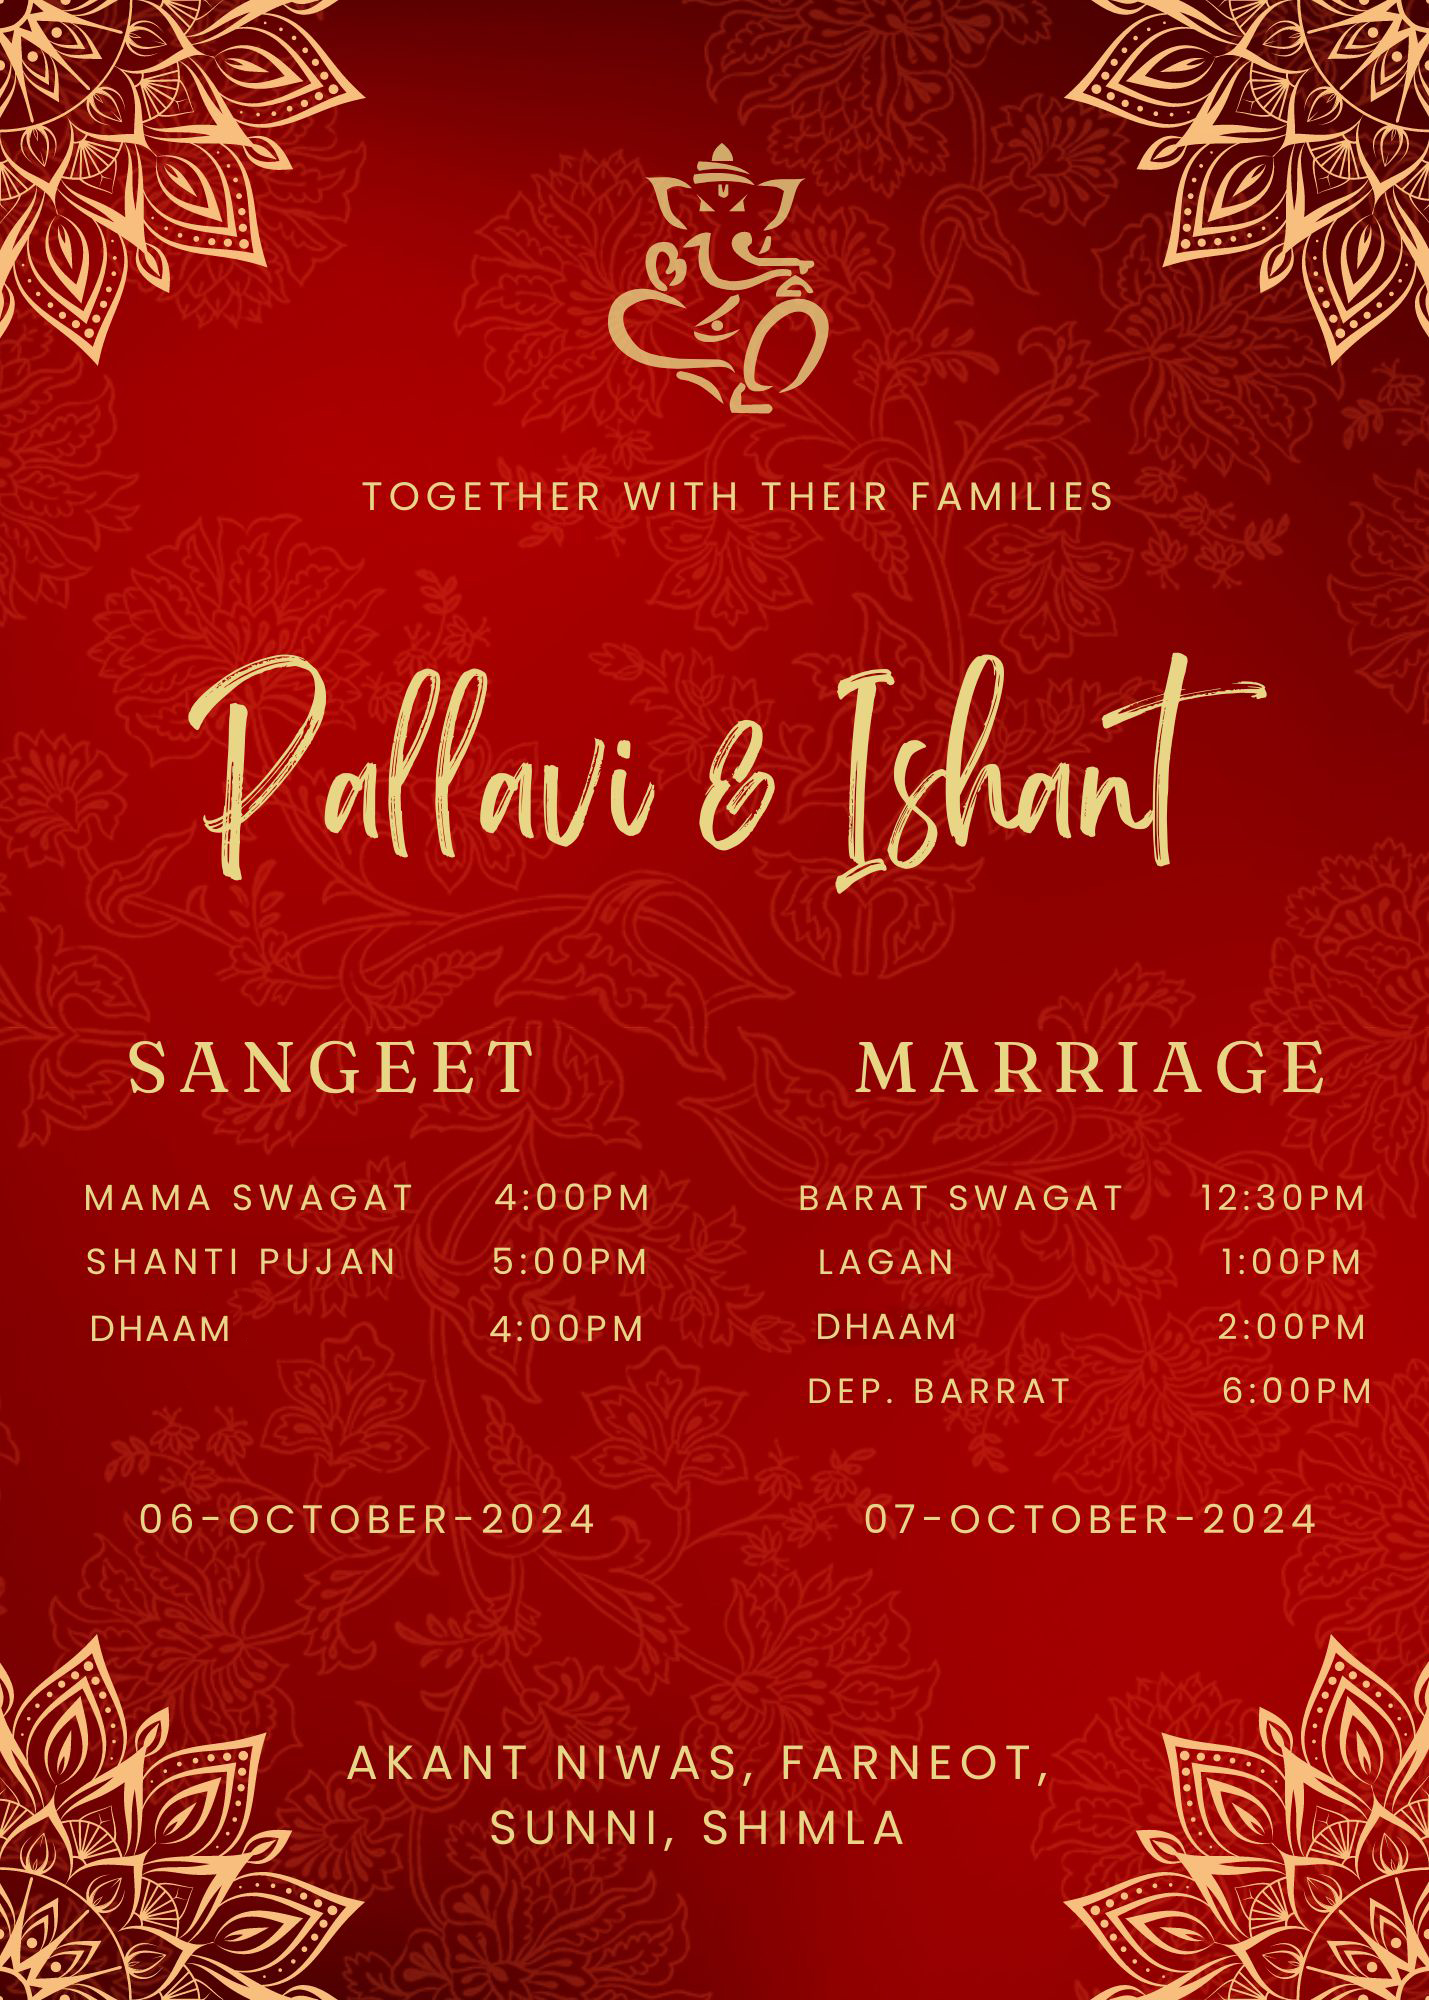 TOGETHER WITH THEIR FAMILIES
Pallavi & Ishant
SANGEET
MAMA SWAGAT 4:00PM
SHANTI PUJAN 5:00PM
DHAAM 4:00PM
06-OCTOBER-2024
MARRIAGE
BARAT SWAGAT 12:30PM
LAGAN 1:00PM
DHAAM 2:00PM
DEP. BARRAT 6:00PM
07-OCTOBER-2024
AKANT NIWAS, FARNEOT,
SUNNI, SHIMLA